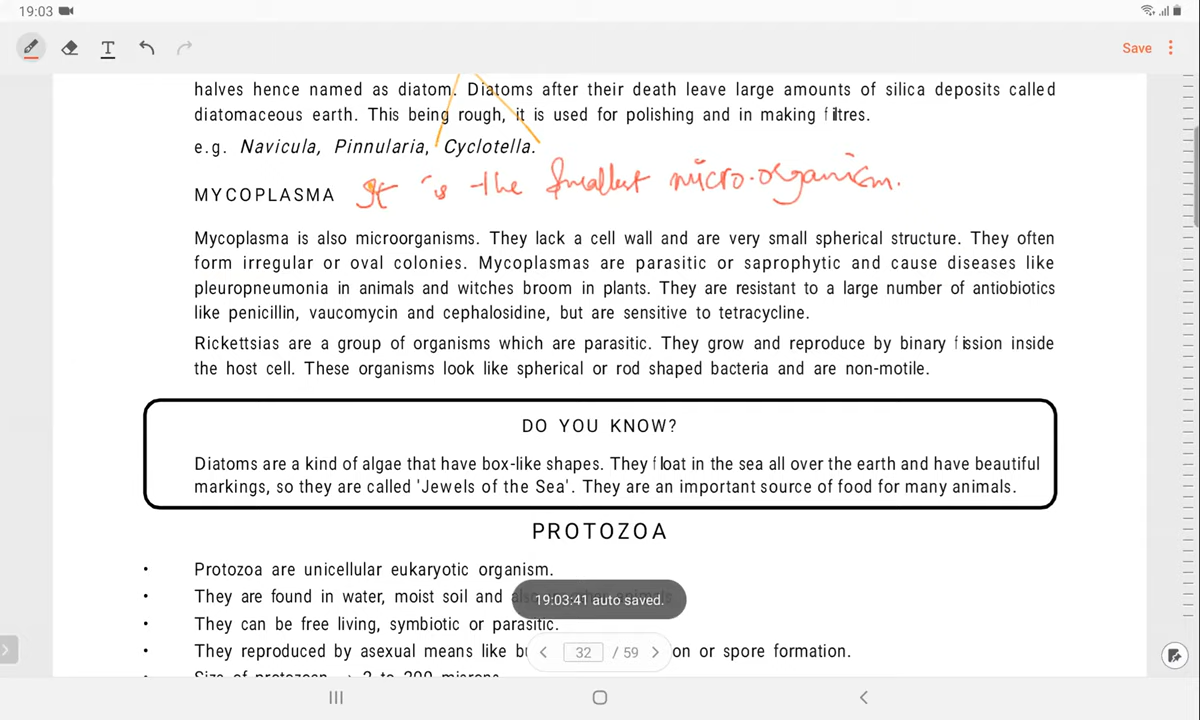 19:03
T
Save
halves hence named as diatom. Diatoms after their death leave large amounts of silica deposits called
diatomaceous earth. This being rough, it is used for polishing and in making filtres.
e.g. Navicula, Pinnularia, Cyclotella.
MYCOPLASMA It is the smallest micro-organism.
Mycoplasma is also microorganisms. They lack a cell wall and are very small spherical structure. They often
form irregular or oval colonies. Mycoplasmas are parasitic or saprophytic and cause diseases like
pleuropneumonia in animals and witches broom in plants. They are resistant to a large number of antiobiotics
like penicillin, vaucomycin and cephalosidine, but are sensitive to tetracycline.
Rickettsias are a group of organisms which are parasitic. They grow and reproduce by binary fission inside
the host cell. These organisms look like spherical or rod shaped bacteria and are non-motile.
DO YOU KNOW?
Diatoms are a kind of algae that have box-like shapes. They float in the sea all over the earth and have beautiful
markings, so they are called 'Jewels of the Sea'. They are an important source of food for many animals.
PROTOZOA
• Protozoa are unicellular eukaryotic organism.
• They are found in water, moist soil and
19:03:41 auto saved.
• They can be free living, symbiotic or parasitic.
• They reproduced by asexual means like on or spore formation.
32 / 59